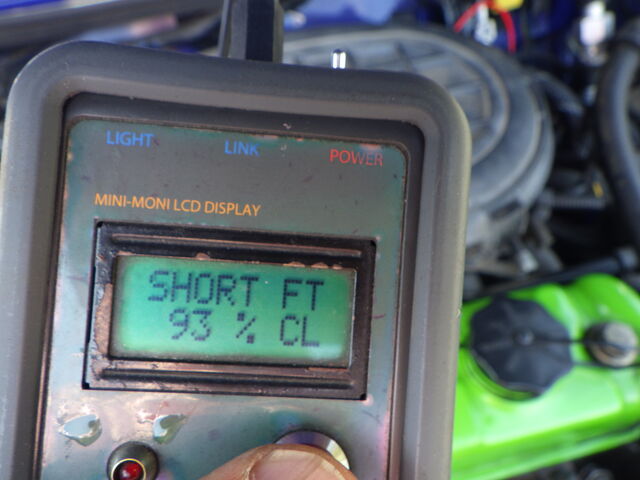 LIGHT LINK POWER
MINI-MONI LCD DISPLAY
SHORT FT
93 % CL